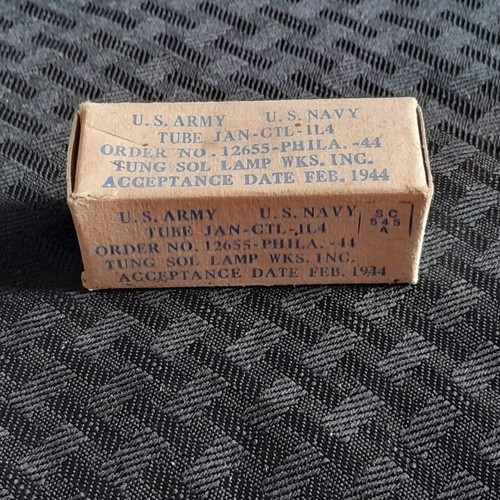 U.S. ARMY U.S. NAVY
TUBE JAN-CTL-1L4
ORDER NO. 12655-PHILA. -44
TUNG SOL LAMP WKS. INC.
ACCEPTANCE DATE FEB. 1944
U.S. ARMY U.S. NAVY
TUBE JAN-CTL-1L4
ORDER NO. 12655-PHILA. -44
TUNG SOL LAMP WKS. INC.
ACCEPTANCE DATE FEB. 1944
SC
545
A